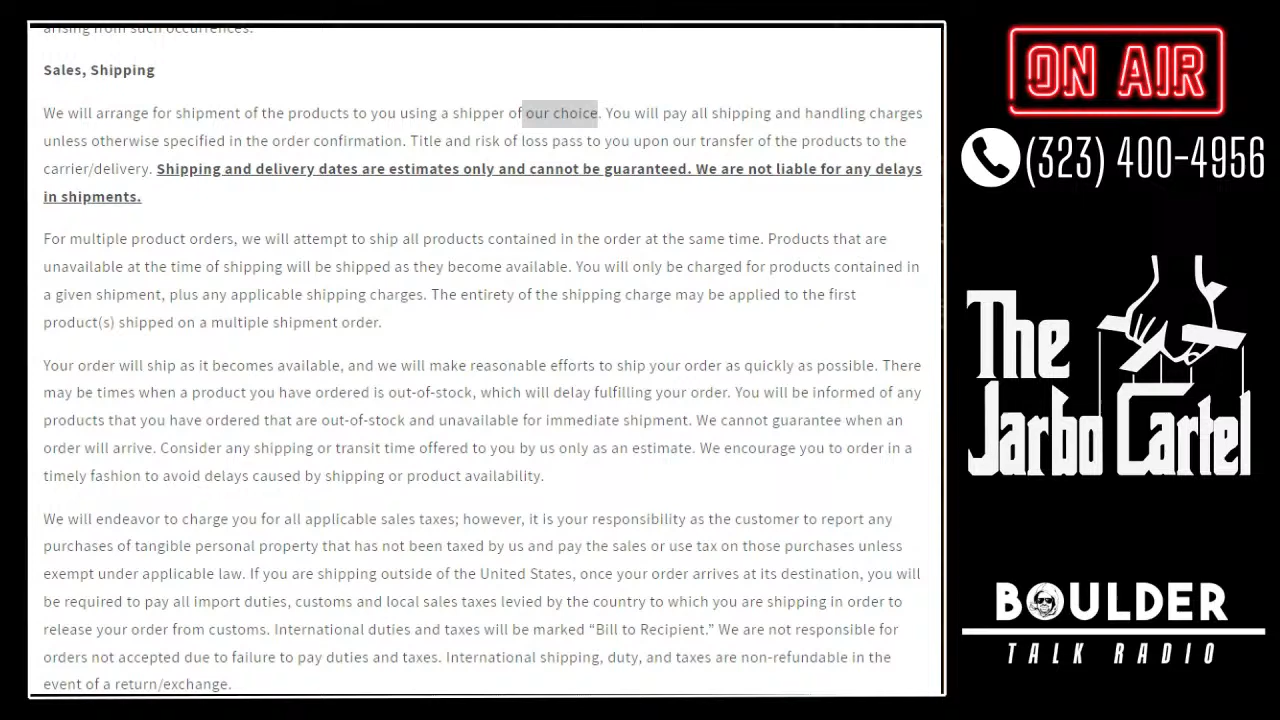 arising from such occurrences.
Sales, Shipping
We will arrange for shipment of the products to you using a shipper of our choice. You will pay all shipping and handling charges
unless otherwise specified in the order confirmation. Title and risk of loss pass to you upon our transfer of the products to the
carrier/delivery. Shipping and delivery dates are estimates only and cannot be guaranteed. We are not liable for any delays
in shipments.
For multiple product orders, we will attempt to ship all products contained in the order at the same time. Products that are
unavailable at the time of shipping will be shipped as they become available. You will only be charged for products contained in
a given shipment, plus any applicable shipping charges. The entirety of the shipping charge may be applied to the first
product(s) shipped on a multiple shipment order.
Your order will ship as it becomes available, and we will make reasonable efforts to ship your order as quickly as possible. There
may be times when a product you have ordered is out-of-stock, which will delay fulfilling your order. You will be informed of any
products that you have ordered that are out-of-stock and unavailable for immediate shipment. We cannot guarantee when an
order will arrive. Consider any shipping or transit time offered to you by us only as an estimate. We encourage you to order in a
timely fashion to avoid delays caused by shipping or product availability.
We will endeavor to charge you for all applicable sales taxes; however, it is your responsibility as the customer to report any
purchases of tangible personal property that has not been taxed by us and pay the sales or use tax on those purchases unless
exempt under applicable law. If you are shipping outside of the United States, once your order arrives at its destination, you will
be required to pay all import duties, customs and local sales taxes levied by the country to which you are shipping in order to
release your order from customs. International duties and taxes will be marked “Bill to Recipient.” We are not responsible for
orders not accepted due to failure to pay duties and taxes. International shipping, duty, and taxes are non-refundable in the
event of a return/exchange.
ON AIR
(323) 400-4956
The
Jarbo Cartel
BOULDER
TALK RADIO